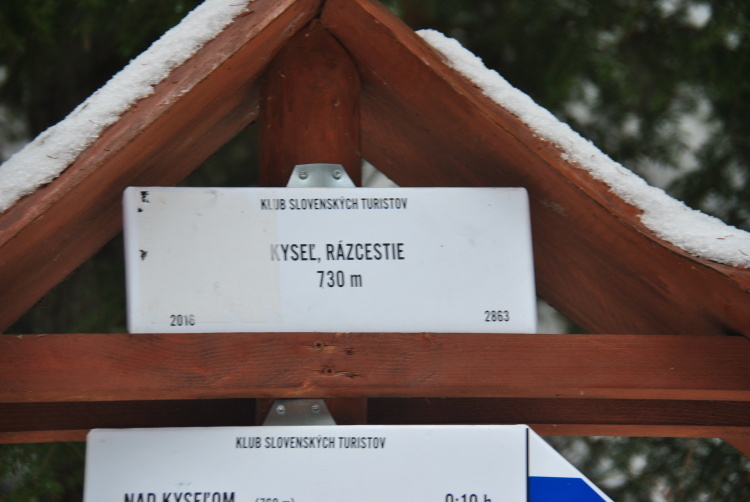 KLUB SLOVENSKÝCH TURISTOV
KYSEĽ, RÁZCESTIE
730 m
2016 2863
KLUB SLOVENSKÝCH TURISTOV
NAD KYSEĽOM 0:10 h